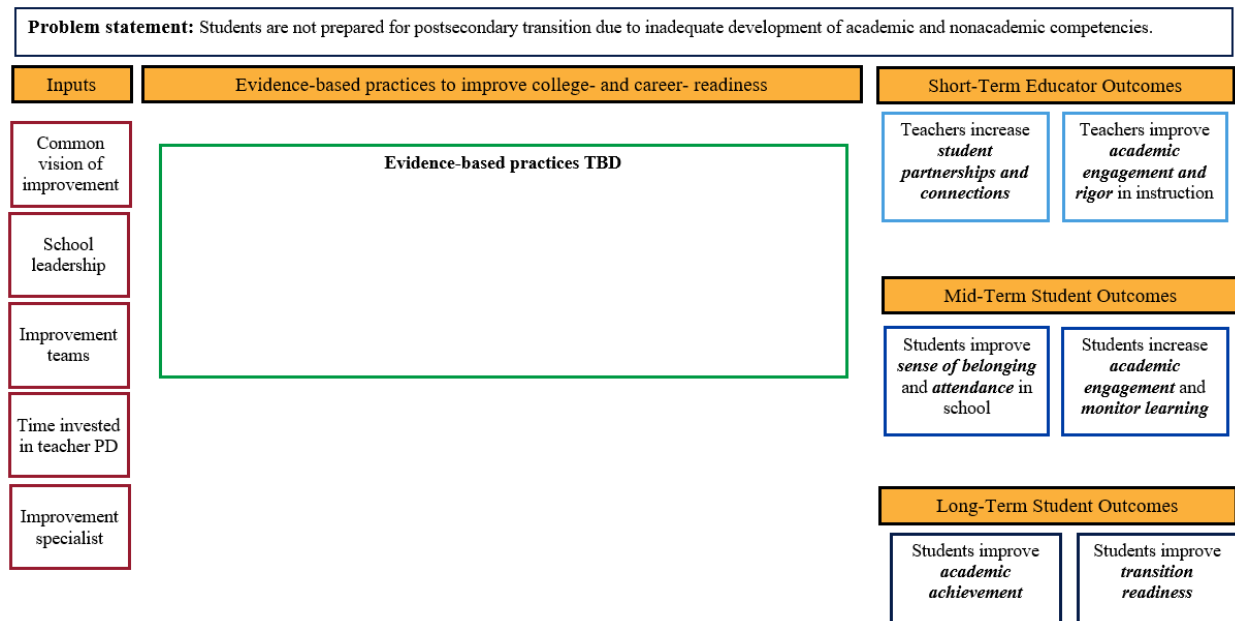 Problem statement: Students are not prepared for postsecondary transition due to inadequate development of academic and nonacademic competencies.
Inputs
Common
vision of
improvement
School
leadership
Improvement
teams
Time invested
in teacher PD
Improvement
specialist
Evidence-based practices to improve college- and career- readiness
Evidence-based practices TBD
Short-Term Educator Outcomes
Teachers increase
student
partnerships and
connections
Teachers improve
academic
engagement and
rigor in instruction
Mid-Term Student Outcomes
Students improve
sense of belonging
and attendance in
school
Students increase
academic
engagement and
monitor learning
Long-Term Student Outcomes
Students improve
academic
achievement
Students improve
transition
readiness